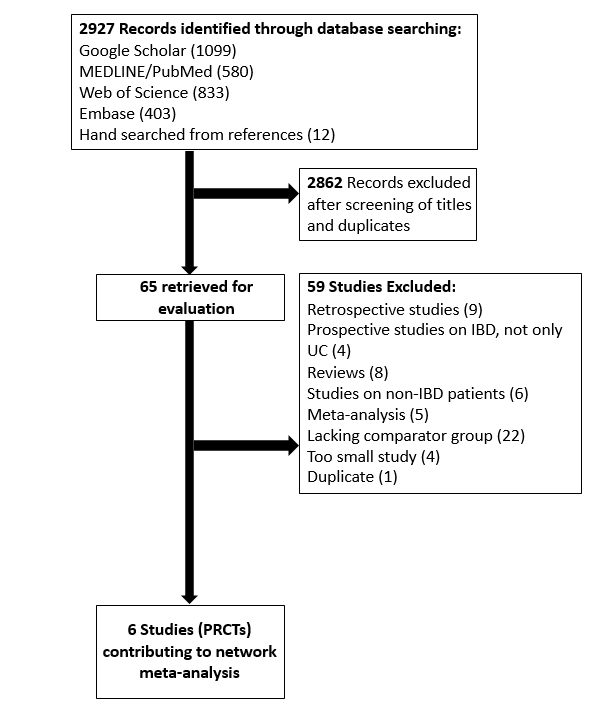 2927 Records identified through database searching:
Google Scholar (1099)
MEDLINE/PubMed (580)
Web of Science (833)
Embase (403)
Hand searched from references (12)
2862 Records excluded
after screening of titles
and duplicates
65 retrieved for
evaluation
59 Studies Excluded:
Retrospective studies (9)
Prospective studies on IBD, not only
UC (4)
Reviews (8)
Studies on non-IBD patients (6)
Meta-analysis (5)
Lacking comparator group (22)
Too small study (4)
Duplicate (1)
6 Studies (PRCTs)
contributing to network
meta-analysis